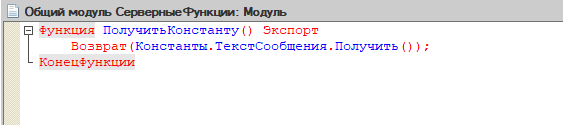 Общий модуль СерверныеФункции: Модуль
Функция ПолучитьКонстанту() Экспорт
Возврат(Константы.ТекстСообщения.Получить());
КонецФункции